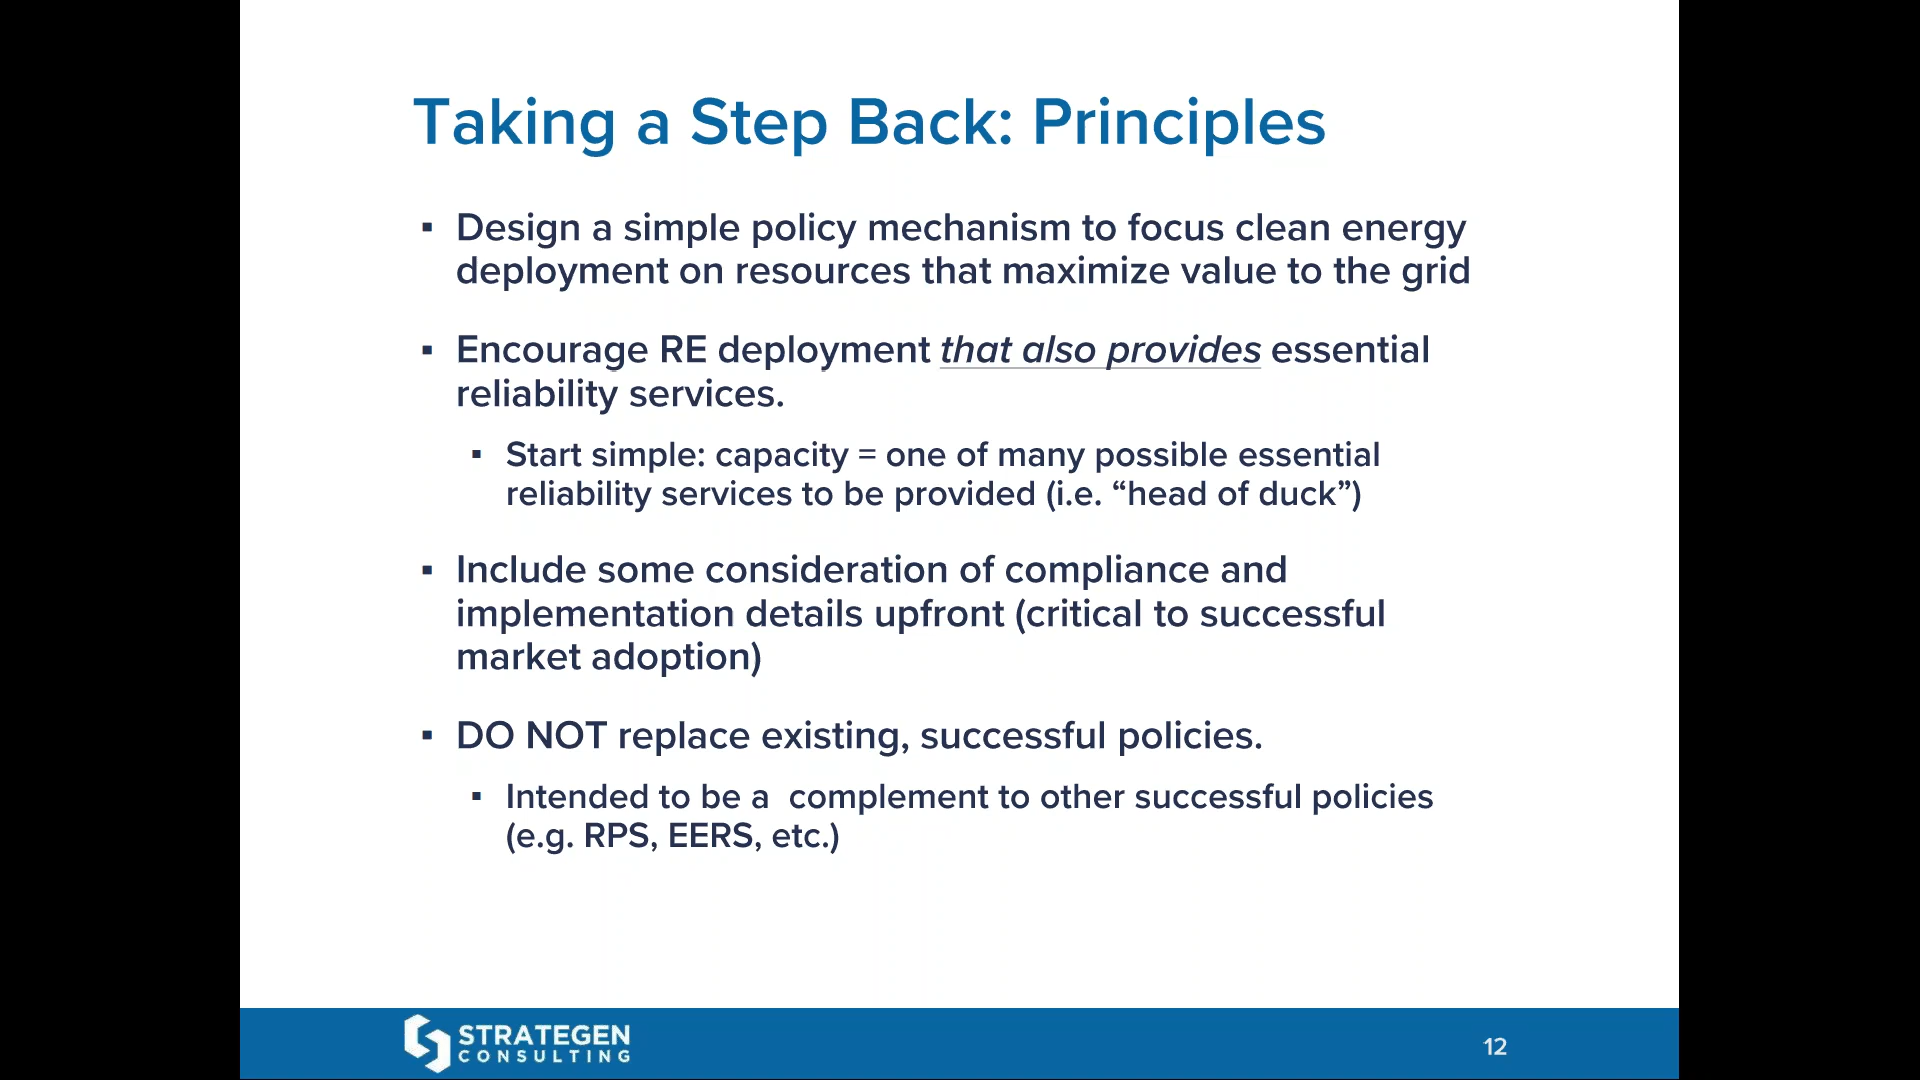 Taking a Step Back: Principles
▪ Design a simple policy mechanism to focus clean energy
deployment on resources that maximize value to the grid
▪ Encourage RE deployment that also provides essential
reliability services.
▪ Start simple: capacity = one of many possible essential
reliability services to be provided (i.e. “head of duck”)
▪ Include some consideration of compliance and
implementation details upfront (critical to successful
market adoption)
▪ DO NOT replace existing, successful policies.
▪ Intended to be a  complement to other successful policies
(e.g. RPS, EERS, etc.)
STRATEGEN
CONSULTING
12